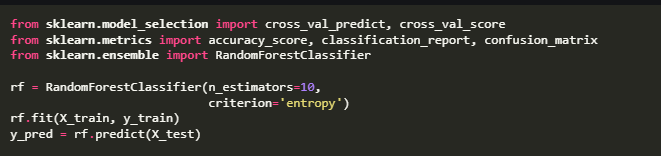 from sklearn.model_selection import cross_val_predict, cross_val_score
from sklearn.metrics import accuracy_score, classification_report, confusion_matrix
from sklearn.ensemble import RandomForestClassifier

rf = RandomForestClassifier(n_estimators=10,
                            criterion='entropy')
rf.fit(X_train, y_train)
y_pred = rf.predict(X_test)